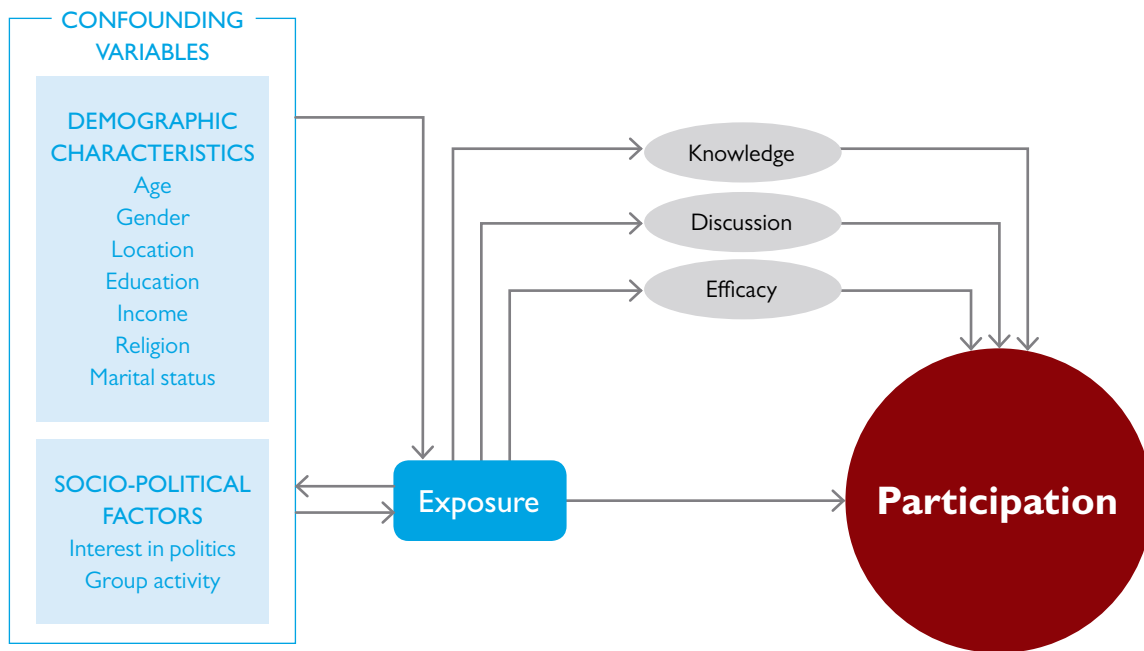 CONFOUNDING
VARIABLES
DEMOGRAPHIC
CHARACTERISTICS
Age
Gender
Location
Education
Income
Religion
Marital status
SOCIO-POLITICAL
FACTORS
Interest in politics
Group activity
Exposure
Knowledge
Discussion
Efficacy
Participation